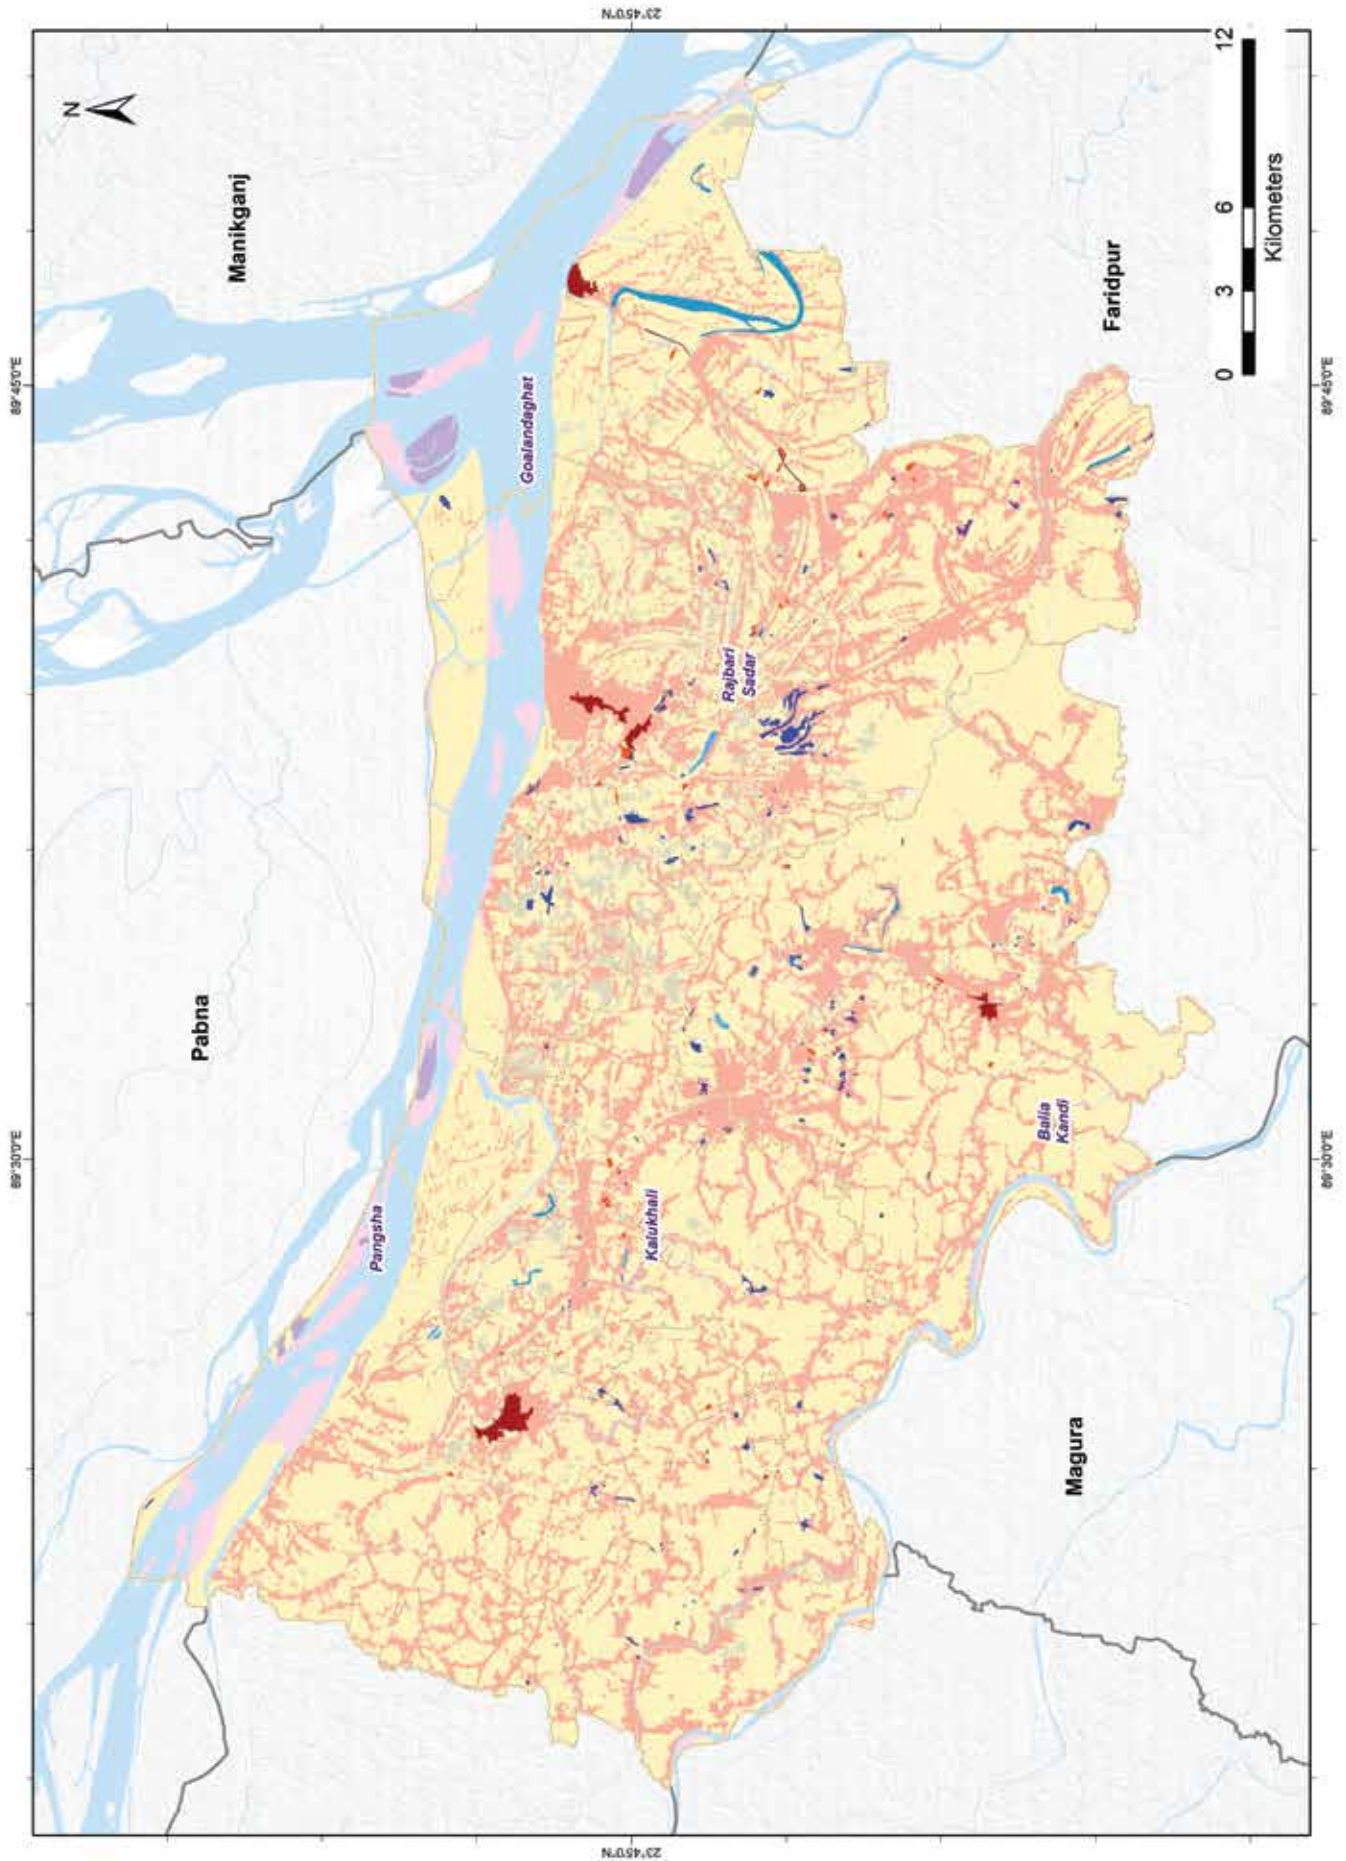 89°30'0"E
89°45'0"E
N
Pabna
Manikganj
Pangsha
Goalandaghat
23°45'0"N
23°45'0"N
Kalukhali
Rajbari
Sadar
Balia
Kandi
Magura
Faridpur
0 3 6 12
Kilometers
89°30'0"E
89°45'0"E